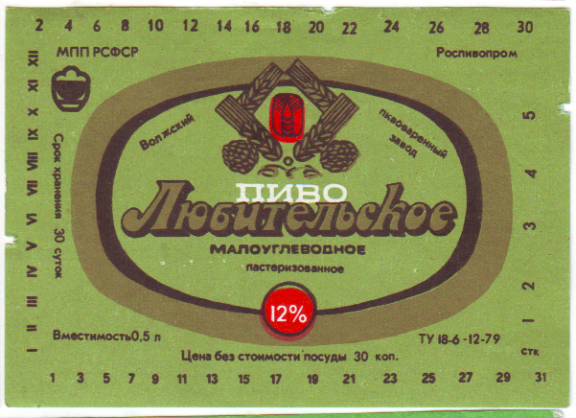 2 4 6 8 10 12 14 16 18 20 22 24 26 28 30
МПП РСФСР
Роспивопром
I II III IV V VI VII VIII IX X XI XII
Срок хранения 30 суток
Волжский
пивоваренный
завод
ПИВО
Любительское
МАЛОУГЛЕВОДНОЕ
пастеризованное
12%
Вместимость 0,5 л
ТУ 18-6-12-79
Цена без стоимости посуды 30 коп.
1 2 3 4 5
стк
1 3 5 7 9 11 13 15 17 19 21 23 25 27 29 31